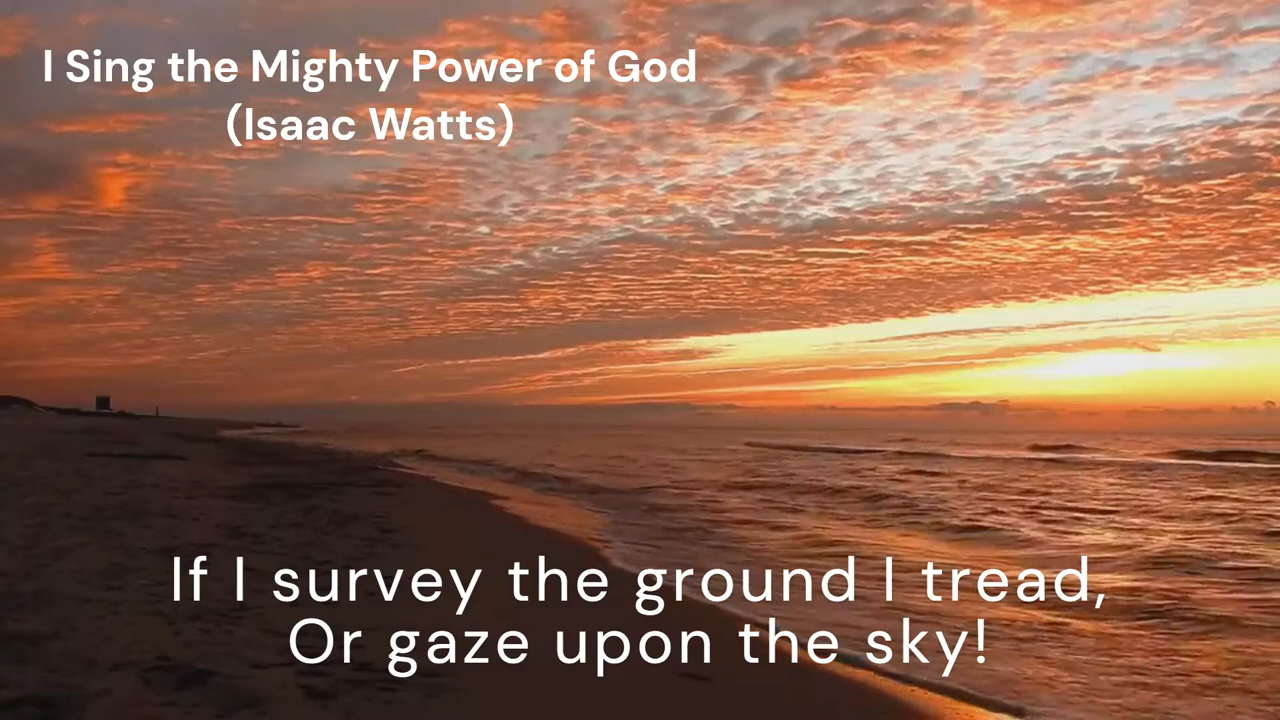 I Sing the Mighty Power of God
(Isaac Watts)
If I survey the ground I tread,
Or gaze upon the sky!